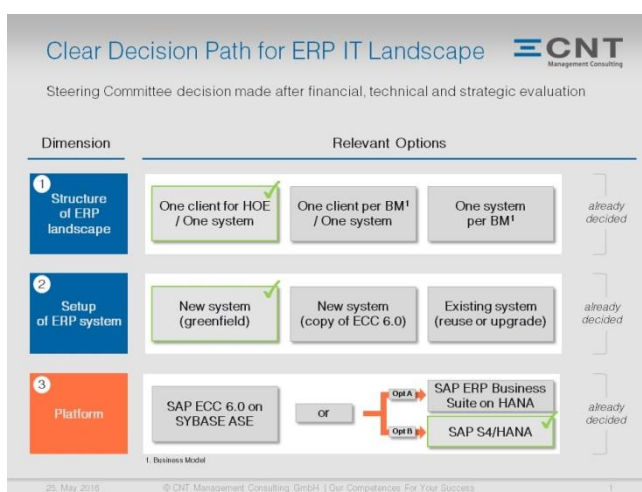 Clear Decision Path for ERP IT Landscape
CNT
Management Consulting
Steering Committee decision made after financial, technical and strategic evaluation
Dimension
Relevant Options
1
Structure
of ERP
landscape
One client for HOE
/ One system
One client per BM¹
/ One system
One system
per BM¹
already
decided
2
Setup
of ERP system
New system
(greenfield)
New system
(copy of ECC 6.0)
Existing system
(reuse or upgrade)
already
decided
3
Platform
SAP ECC 6.0 on
SYBASE ASE
or
Opt A
SAP ERP Business
Suite on HANA
Opt B
SAP S4/HANA
already
decided
1. Business Model
25. May 2016
© CNT Management Consulting GmbH | Our Competences For Your Success
1